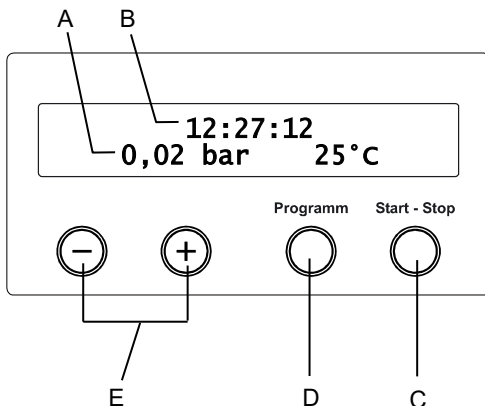 A B
12:27:12
0,02 bar 25°C
Programm Start - Stop
− +
E D C